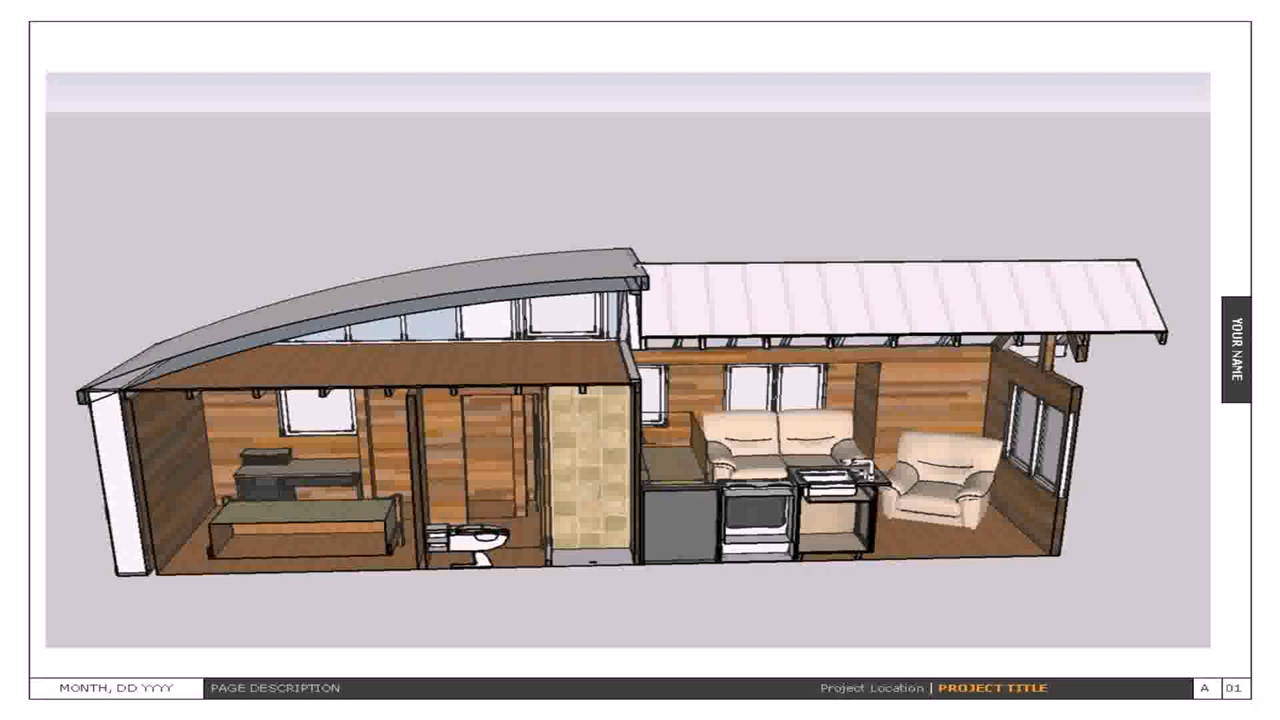 YOUR NAME
MONTH, DD YYYY
PAGE DESCRIPTION
Project Location | PROJECT TITLE
A
01